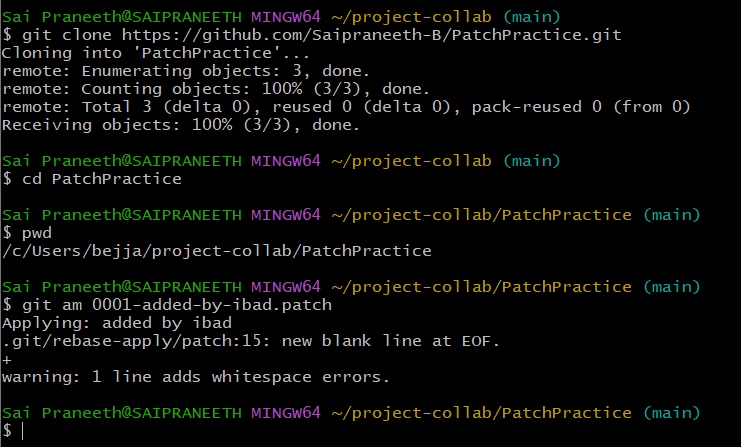 Sai Praneeth@SAIPRANEETH MINGW64 ~/project-collab (main)
$ git clone https://github.com/Saipraneeth-B/PatchPractice.git
Cloning into 'PatchPractice'...
remote: Enumerating objects: 3, done.
remote: Counting objects: 100% (3/3), done.
remote: Total 3 (delta 0), reused 0 (delta 0), pack-reused 0 (from 0)
Receiving objects: 100% (3/3), done.
Sai Praneeth@SAIPRANEETH MINGW64 ~/project-collab (main)
$ cd PatchPractice
Sai Praneeth@SAIPRANEETH MINGW64 ~/project-collab/PatchPractice (main)
$ pwd
/c/Users/bejja/project-collab/PatchPractice
Sai Praneeth@SAIPRANEETH MINGW64 ~/project-collab/PatchPractice (main)
$ git am 0001-added-by-ibad.patch
Applying: added by ibad
.git/rebase-apply/patch:15: new blank line at EOF.
+
warning: 1 line adds whitespace errors.
Sai Praneeth@SAIPRANEETH MINGW64 ~/project-collab/PatchPractice (main)
$